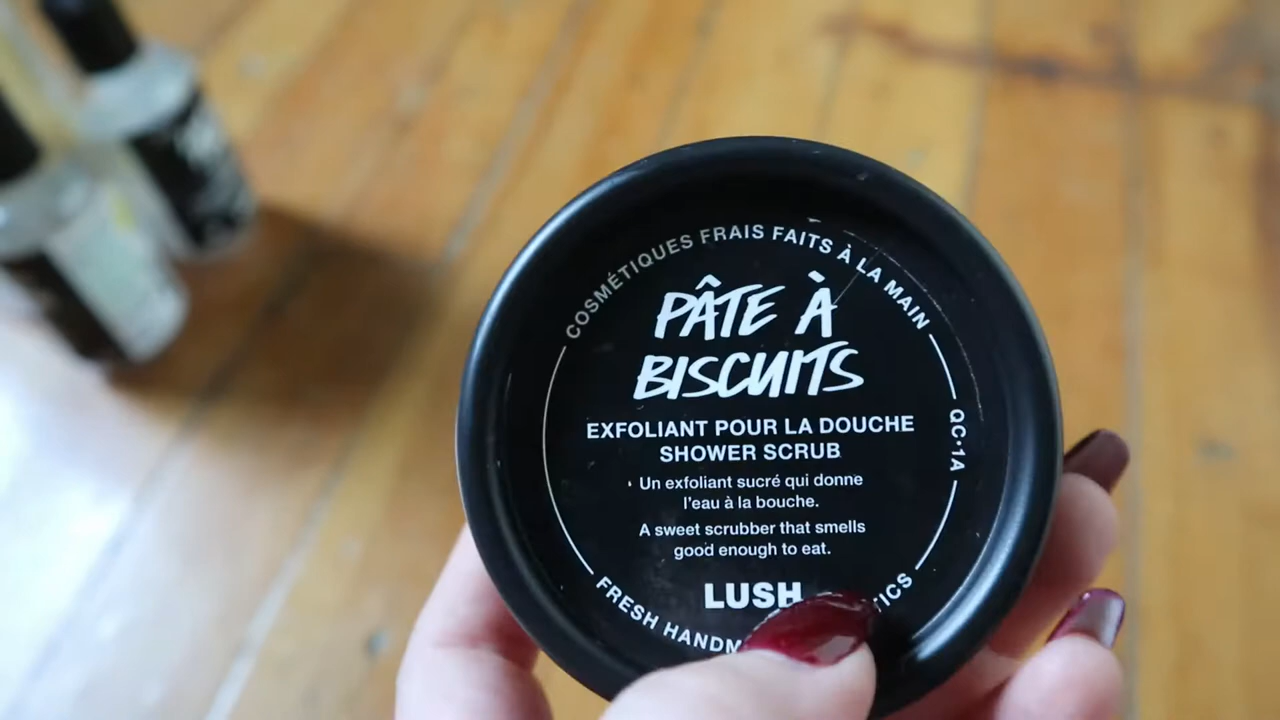 COSMÉTIQUES FRAIS FAITS À LA MAIN
PÂTE À
BISCUITS
EXFOLIANT POUR LA DOUCHE
SHOWER SCRUB
Un exfoliant sucré qui donne
l'eau à la bouche.
A sweet scrubber that smells
good enough to eat.
LUSH
QC•1A
FRESH